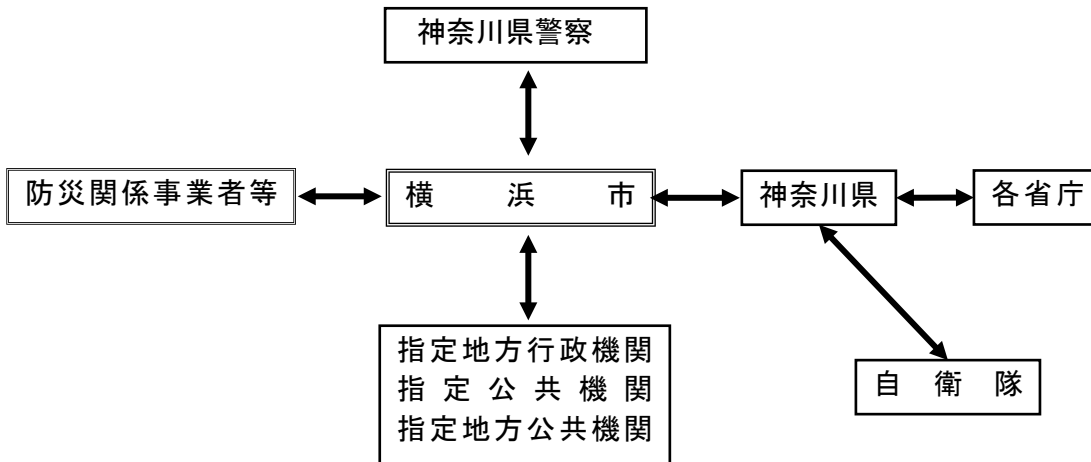 神奈川県警察
防災関係事業者等
横浜市
神奈川県
各省庁
指定地方行政機関
指定公共機関
指定地方公共機関
自衛隊